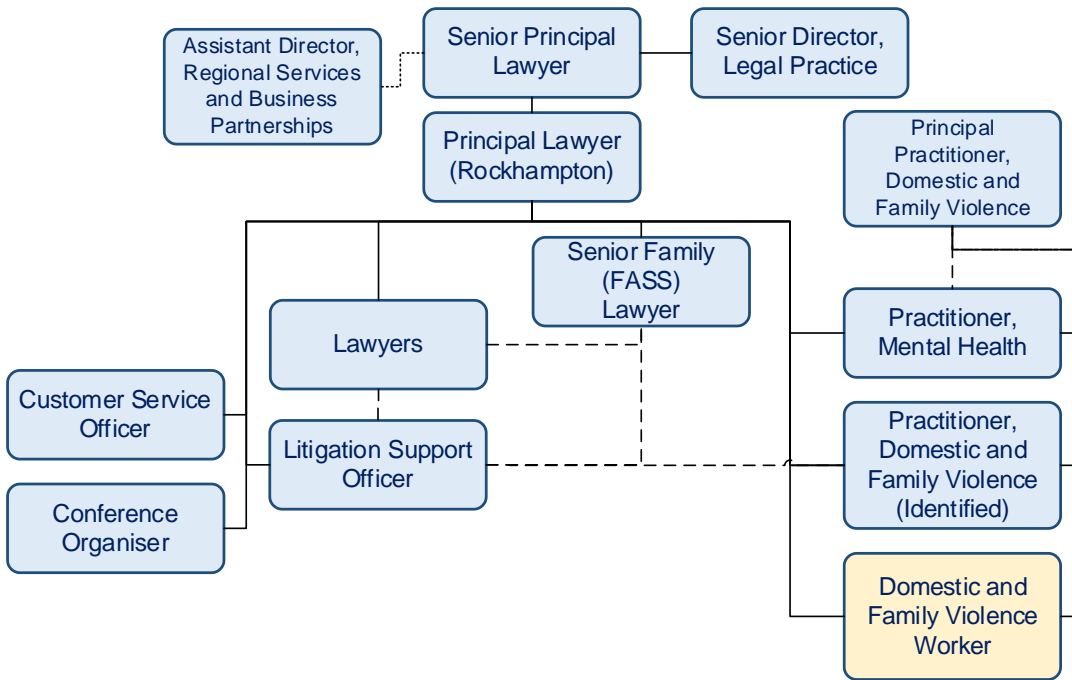 Assistant Director,
Regional Services
and Business
Partnerships
Senior Principal
Lawyer
Senior Director,
Legal Practice
Principal Lawyer
(Rockhampton)
Principal
Practitioner,
Domestic and
Family Violence
Senior Family
(FASS)
Lawyer
Lawyers
Practitioner,
Mental Health
Customer Service
Officer
Litigation Support
Officer
Practitioner,
Domestic and
Family Violence
(Identified)
Conference
Organiser
Domestic and
Family Violence
Worker